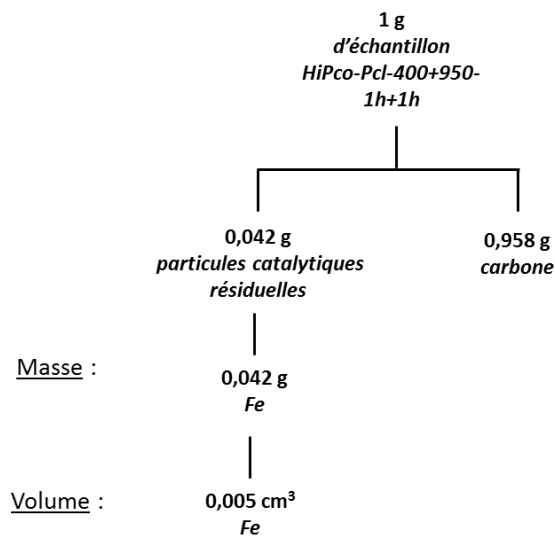 1 g
d'échantillon
HiPco-Pcl-400+950-
1h+1h
0,042 g
particules catalytiques
résiduelles
0,958 g
carbone
Masse :
0,042 g
Fe
Volume :
0,005 cm³
Fe